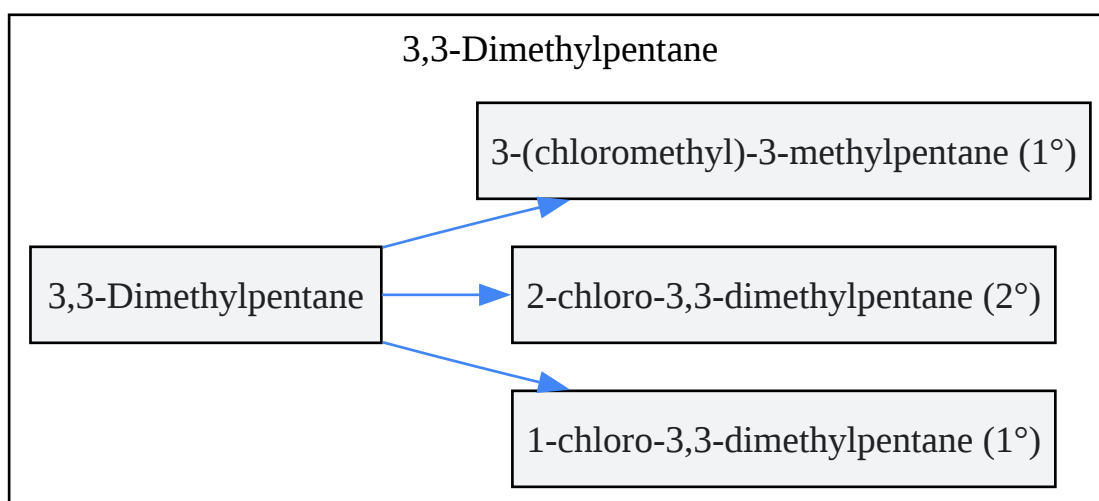 3,3-Dimethylpentane
3-(chloromethyl)-3-methylpentane (1°)
3,3-Dimethylpentane
2-chloro-3,3-dimethylpentane (2°)
1-chloro-3,3-dimethylpentane (1°)